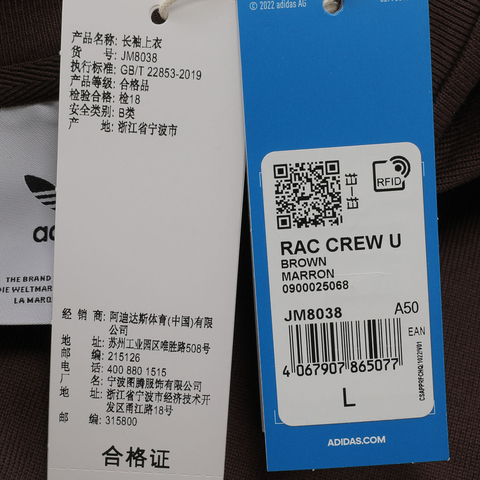 产品名称: 长袖上衣
货 号: JM8038
执行标准: GB/T 22853-2019
产品等级: 合格品
检验合格: 检18
安全类别: B类
产 地: 浙江省宁波市
THE BRAND
DIE WELTMAR
LA MARQ
经 销 商: 阿迪达斯体育(中国)有限
公司
地 址: 苏州工业园区唯胜路508号
邮 编: 215126
电 话: 400 880 1515
厂 名: 宁波图腾服饰有限公司
地 址: 浙江省宁波市经济技术开
发区甬江路18号
邮 编: 315800
合格证
© 2022 adidas AG
RFID
RAC CREW U
BROWN
MARRON
0900025068
JM8038 A50
EAN
4 067907 865077
L
ADIDAS.COM